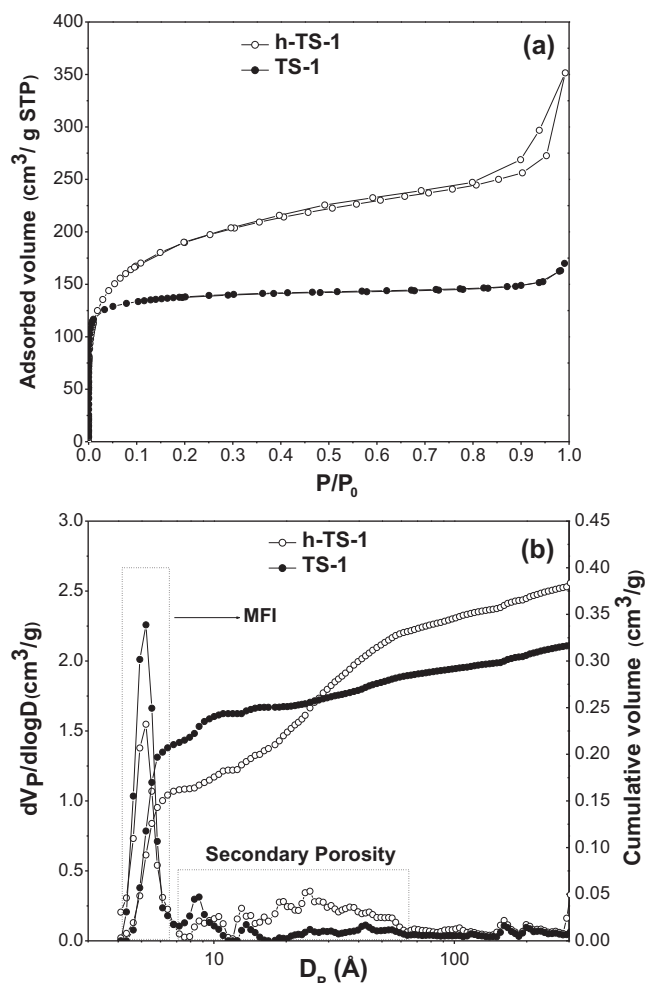 400
350
300
250
200
150
100
50
0
Adsorbed volume (cm³/ g STP)
h-TS-1
TS-1
(a)
0.0 0.1 0.2 0.3 0.4 0.5 0.6 0.7 0.8 0.9 1.0
P/P₀
3.0
2.5
2.0
1.5
1.0
0.5
0.0
dVp/dlogD(cm³/g)
h-TS-1
TS-1
(b)
MFI
Secondary Porosity
0.45
0.40
0.35
0.30
0.25
0.20
0.15
0.10
0.05
0.00
Cumulative volume (cm³/g)
10 100
Dₚ (Å)